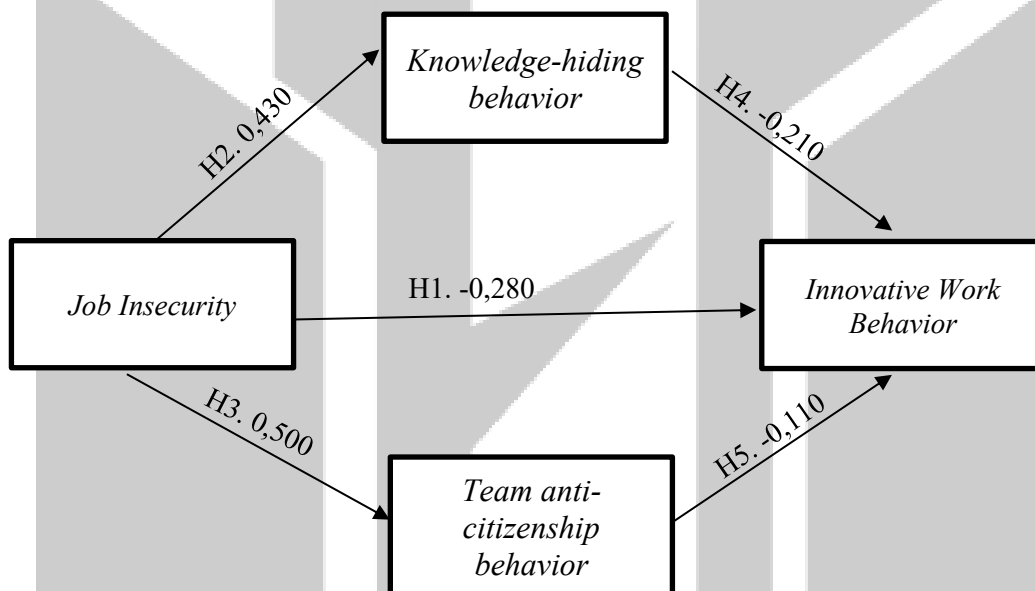 Knowledge-hiding
behavior
H2. 0,430
H4. -0,210
Job Insecurity
H1. -0,280
Innovative Work
Behavior
H3. 0,500
H5. -0,110
Team anti-
citizenship
behavior